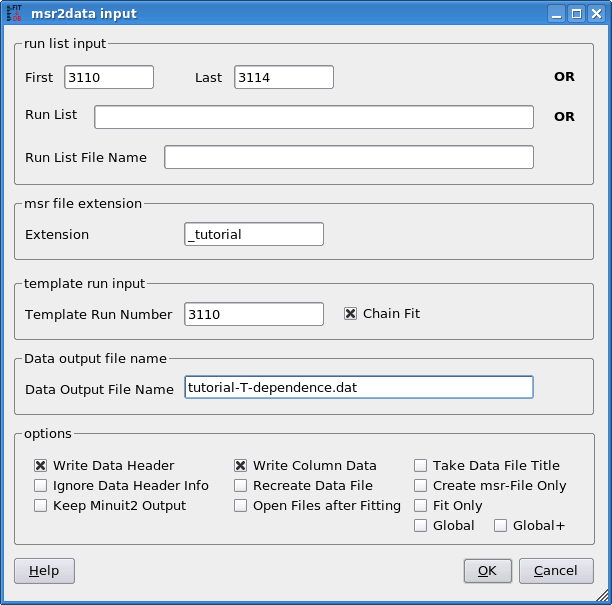 msr2data input
run list input
First 3110 Last 3114 OR
Run List OR
Run List File Name
msr file extension
Extension _tutorial
template run input
Template Run Number 3110 Chain Fit
Data output file name
Data Output File Name tutorial-T-dependence.dat
options
Write Data Header Write Column Data Take Data File Title
Ignore Data Header Info Recreate Data File Create msr-File Only
Keep Minuit2 Output Open Files after Fitting Fit Only
Global Global+
Help OK Cancel